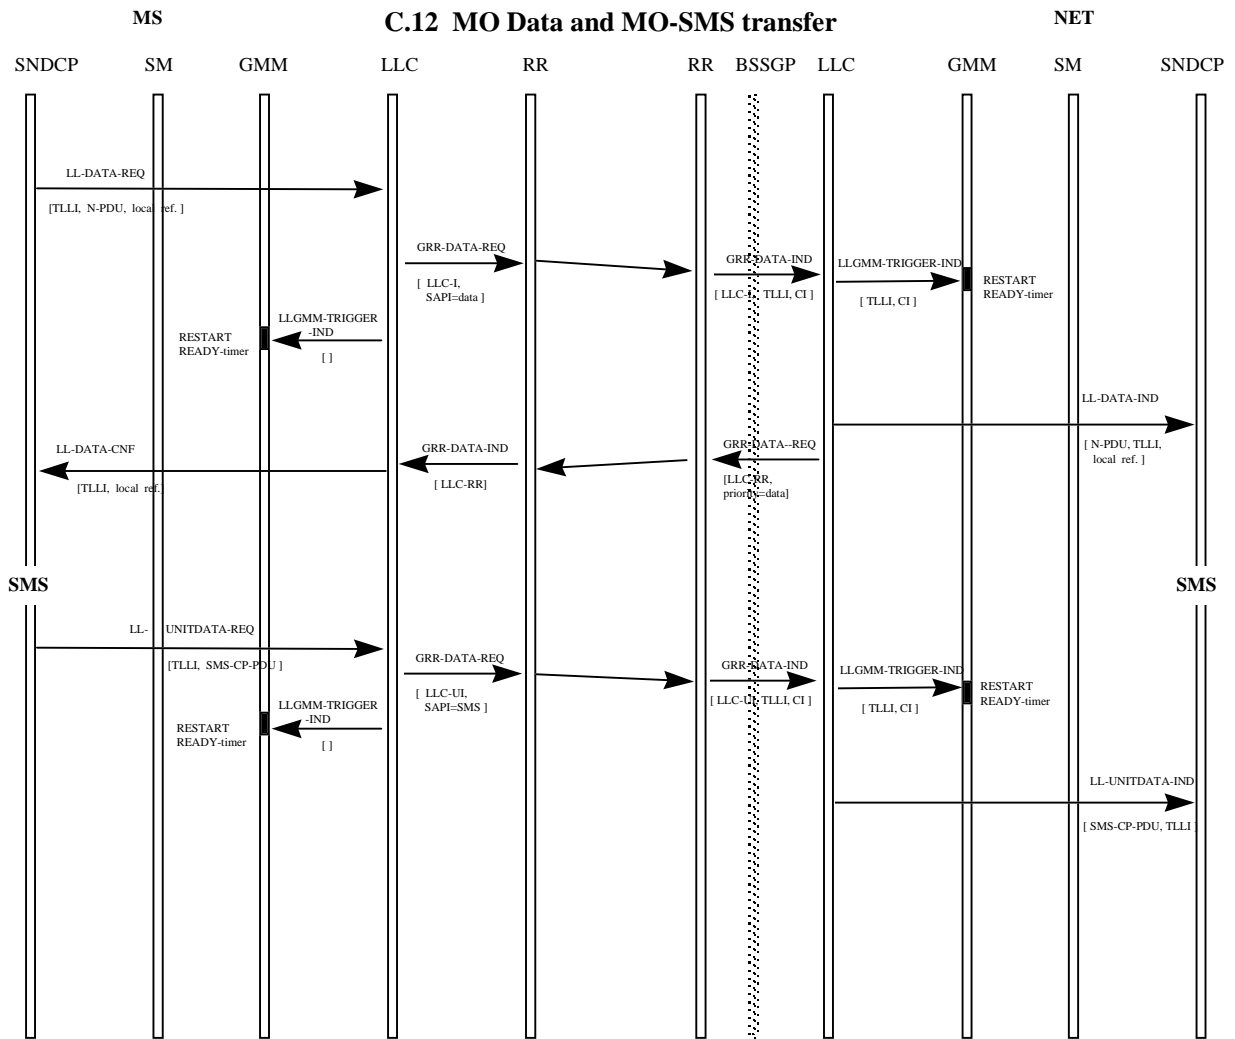 MS
C.12 MO Data and MO-SMS transfer
NET
SNDCP SM GMM LLC RR RR BSSGP LLC GMM SM SNDCP
LL-DATA-REQ
[TLLI, N-PDU, local ref. ]
GRR-DATA-REQ
[ LLC-I,
SAPI=data ]
GRR-DATA-IND
[ LLC-I, TLLI, CI ]
LLGMM-TRIGGER-IND
[ TLLI, CI ]
RESTART
READY-timer
LLGMM-TRIGGER
-IND
[ ]
RESTART
READY-timer
LL-DATA-IND
[ N-PDU, TLLI,
local ref. ]
LL-DATA-CNF
[TLLI, local ref.]
GRR-DATA-IND
[ LLC-RR]
GRR-DATA--REQ
[LLC-RR,
priority=data]
SMS
SMS
LL- UNITDATA-REQ
[TLLI, SMS-CP-PDU ]
GRR-DATA-REQ
[ LLC-UI,
SAPI=SMS ]
GRR-DATA-IND
[ LLC-UI, TLLI, CI ]
LLGMM-TRIGGER-IND
[ TLLI, CI ]
RESTART
READY-timer
LLGMM-TRIGGER
-IND
[ ]
RESTART
READY-timer
LL-UNITDATA-IND
[ SMS-CP-PDU, TLLI ]